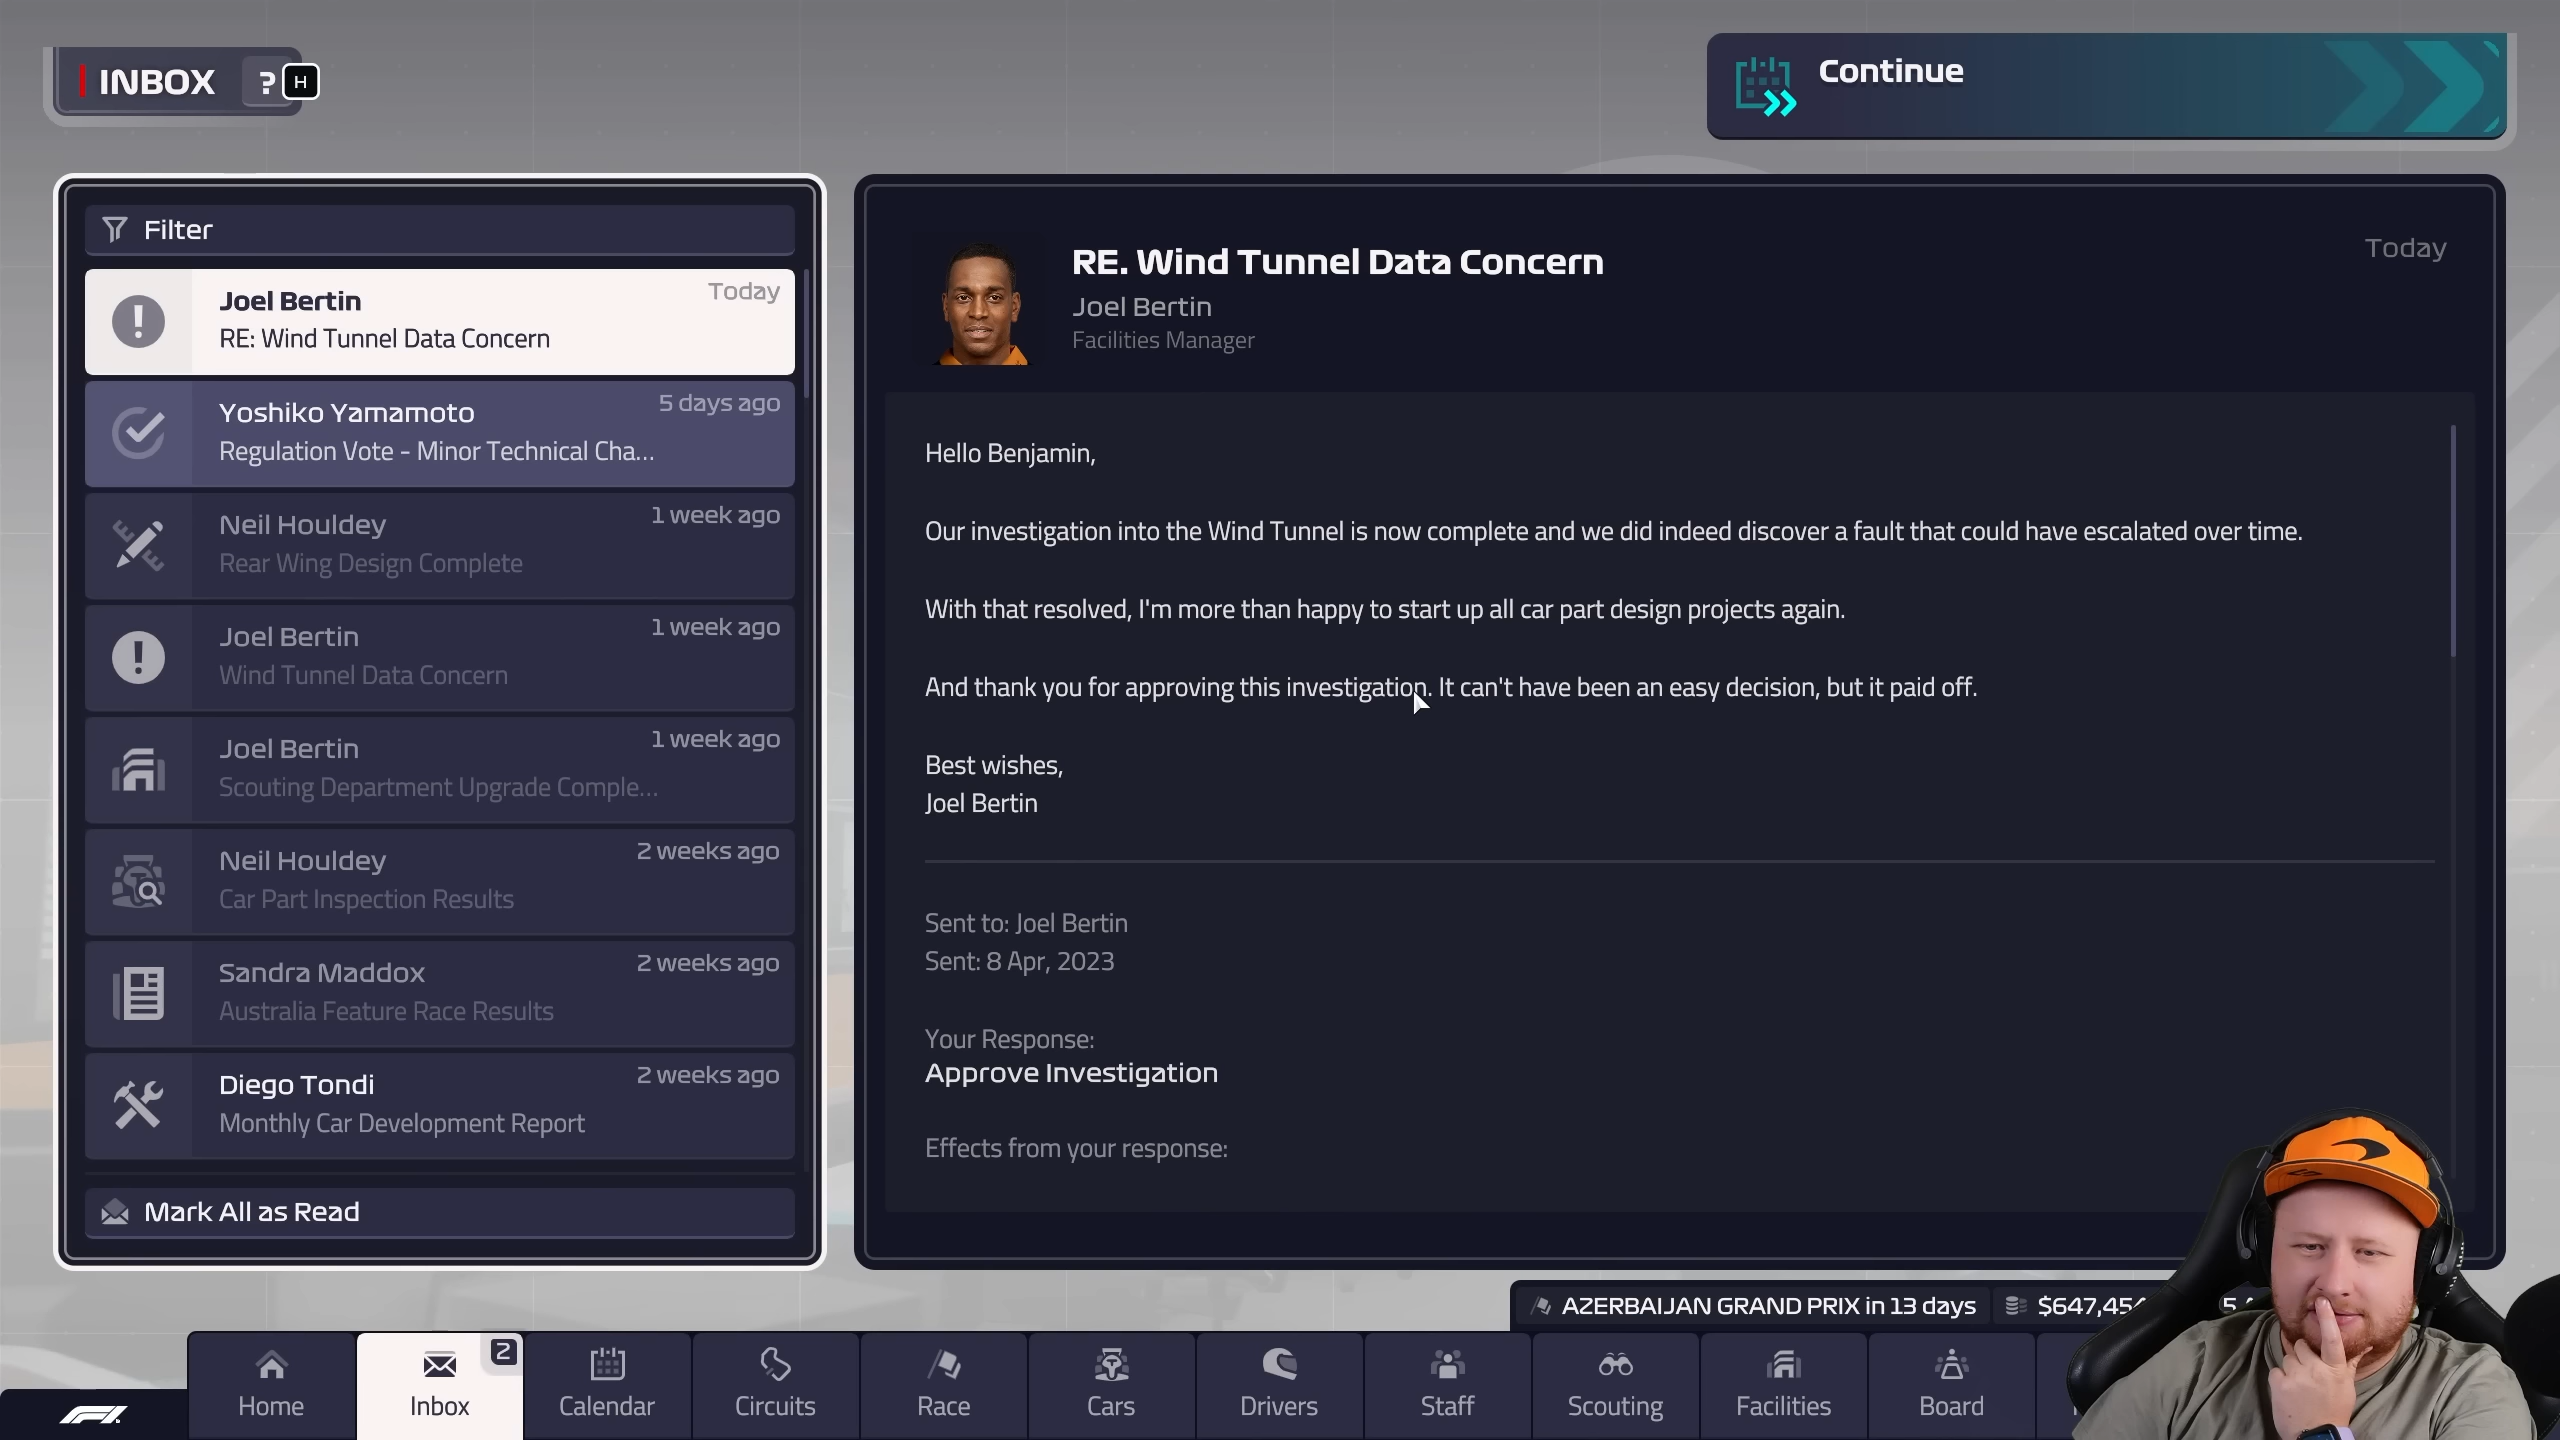 INBOX
?
H
Continue
Filter
Joel Bertin
Today
RE: Wind Tunnel Data Concern
Yoshiko Yamamoto
5 days ago
Regulation Vote - Minor Technical Cha...
Neil Houldey
1 week ago
Rear Wing Design Complete
Joel Bertin
1 week ago
Wind Tunnel Data Concern
Joel Bertin
1 week ago
Scouting Department Upgrade Comple...
Neil Houldey
2 weeks ago
Car Part Inspection Results
Sandra Maddox
2 weeks ago
Australia Feature Race Results
Diego Tondi
2 weeks ago
Monthly Car Development Report
Mark All as Read
RE. Wind Tunnel Data Concern
Today
Joel Bertin
Facilities Manager
Hello Benjamin,
Our investigation into the Wind Tunnel is now complete and we did indeed discover a fault that could have escalated over time.
With that resolved, I'm more than happy to start up all car part design projects again.
And thank you for approving this investigation. It can't have been an easy decision, but it paid off.
Best wishes,
Joel Bertin
Sent to: Joel Bertin
Sent: 8 Apr, 2023
Your Response:
Approve Investigation
Effects from your response:
AZERBAIJAN GRAND PRIX in 13 days
Home
Inbox
2
Calendar
Circuits
Race
Cars
Drivers
Staff
Scouting
Facilities
Board